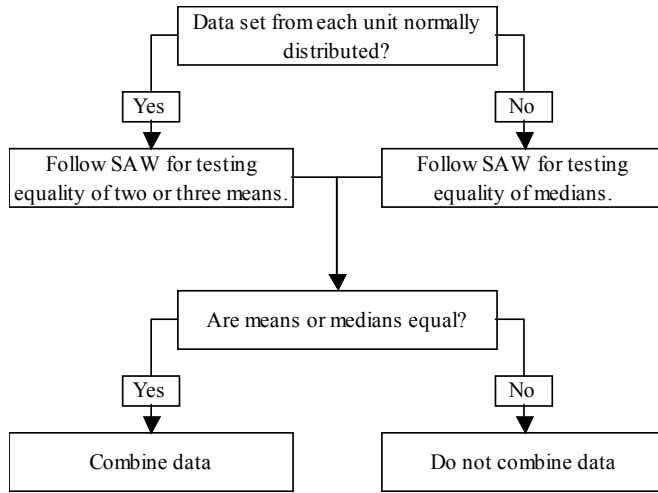 Data set from each unit normally
distributed?
Yes
No
Follow SAW for testing
equality of two or three means.
Follow SAW for testing
equality of medians.
Are means or medians equal?
Yes
No
Combine data
Do not combine data